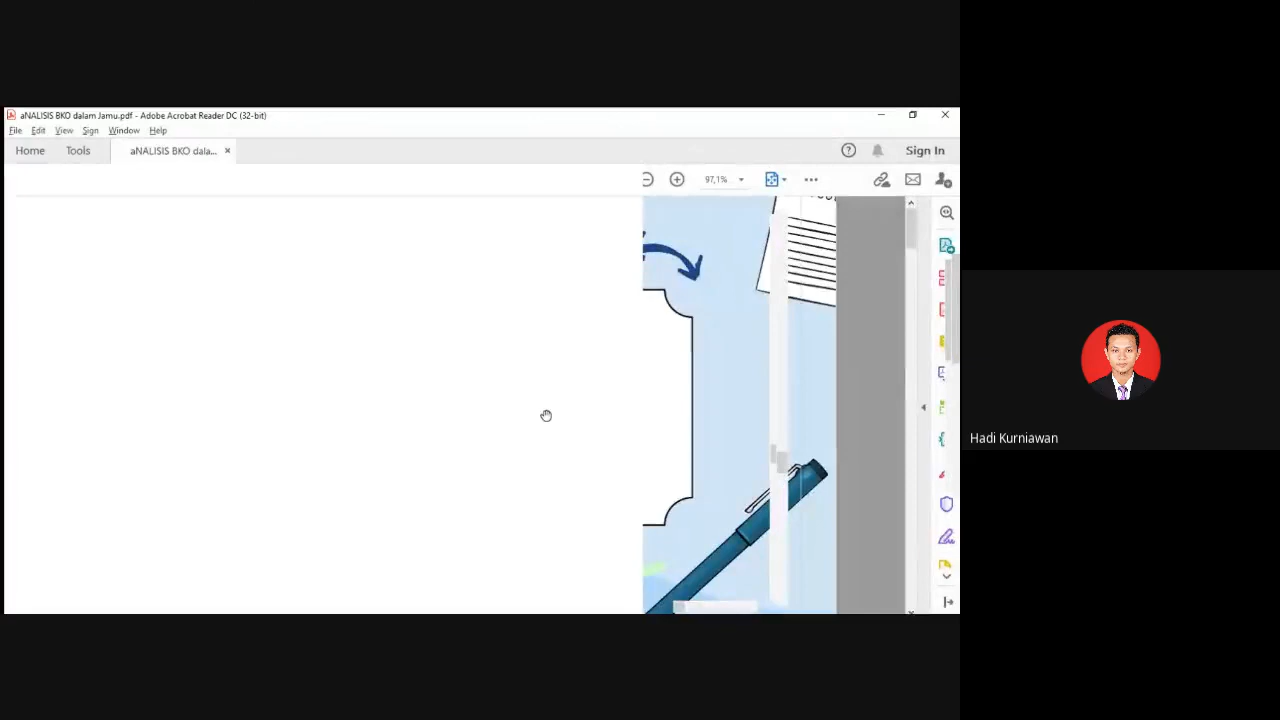 aNALISIS BKO dalam Jamu.pdf - Adobe Acrobat Reader DC (32-bit)
File Edit View Sign Window Help
Home Tools aNALISIS BKO dala... Sign In
97,1%
Hadi Kurniawan